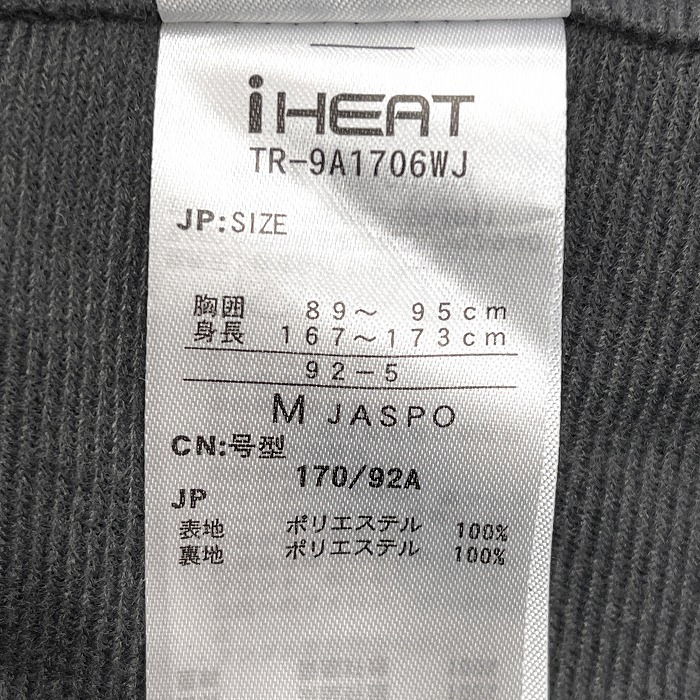 iHEAT
TR-9A1706WJ
JP:SIZE
胸囲 89～ 95cm
身長 167～173cm
92-5
M JASPO
CN:号型
170/92A
JP
表地 ポリエステル 100%
裏地 ポリエステル 100%